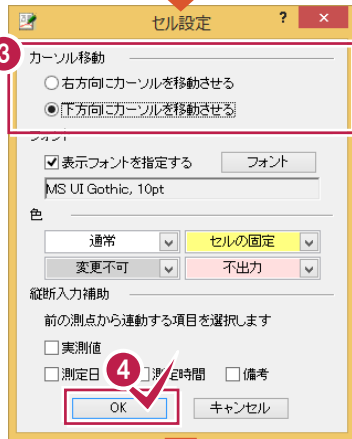 セル設定 ? ×
3
カーソル移動
右方向にカーソルを移動させる
下方向にカーソルを移動させる
フォント
表示フォントを指定する フォント
MS UI Gothic, 10pt
色
通常 セルの固定
変更不可 不出力
縦断入力補助
前の測点から連動する項目を選択します
実測値
測定日 測定時間 備考
4
OK キャンセル